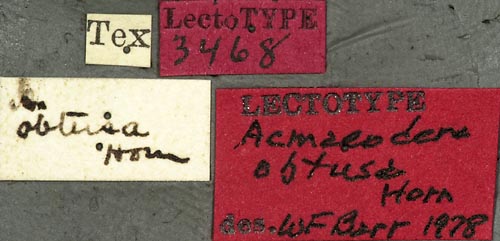 Tex
LectoTYPE
3468
obtusa
Horn
LECTOTYPE
Acmaeodera
obtusa
Horn
des. WF Barr 1978